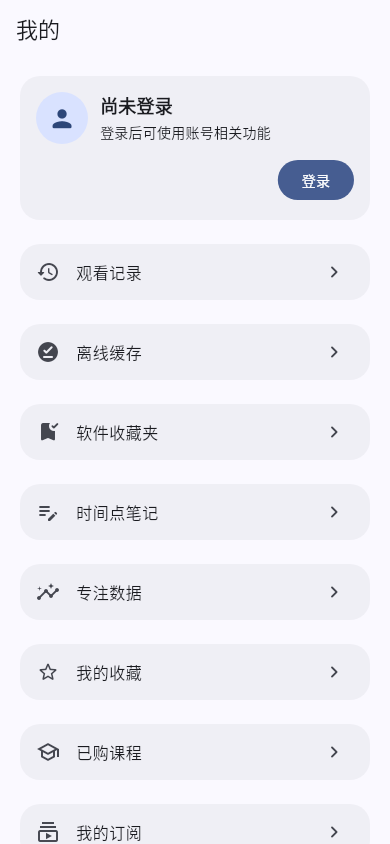 我的
尚未登录
登录后可使用账号相关功能
登录
观看记录
离线缓存
软件收藏夹
时间点笔记
专注数据
我的收藏
已购课程
我的订阅